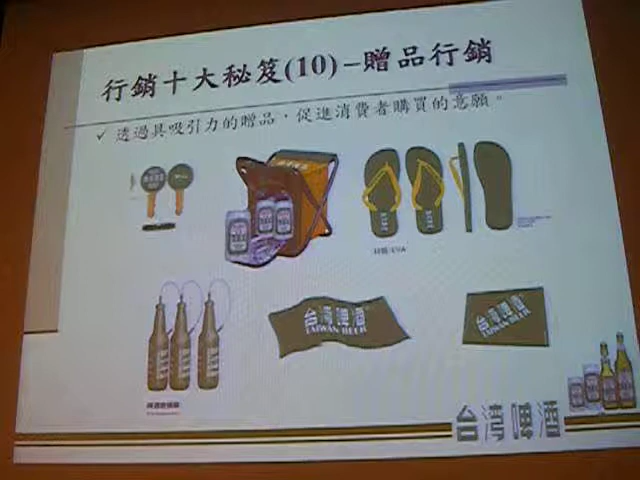 行銷十大秘笈(10)–贈品行銷
✓ 透過具吸引力的贈品，促進消費者購買的意願。
台灣啤酒
TAIWAN BEER
台灣啤酒
TAIWAN BEER
台湾啤酒